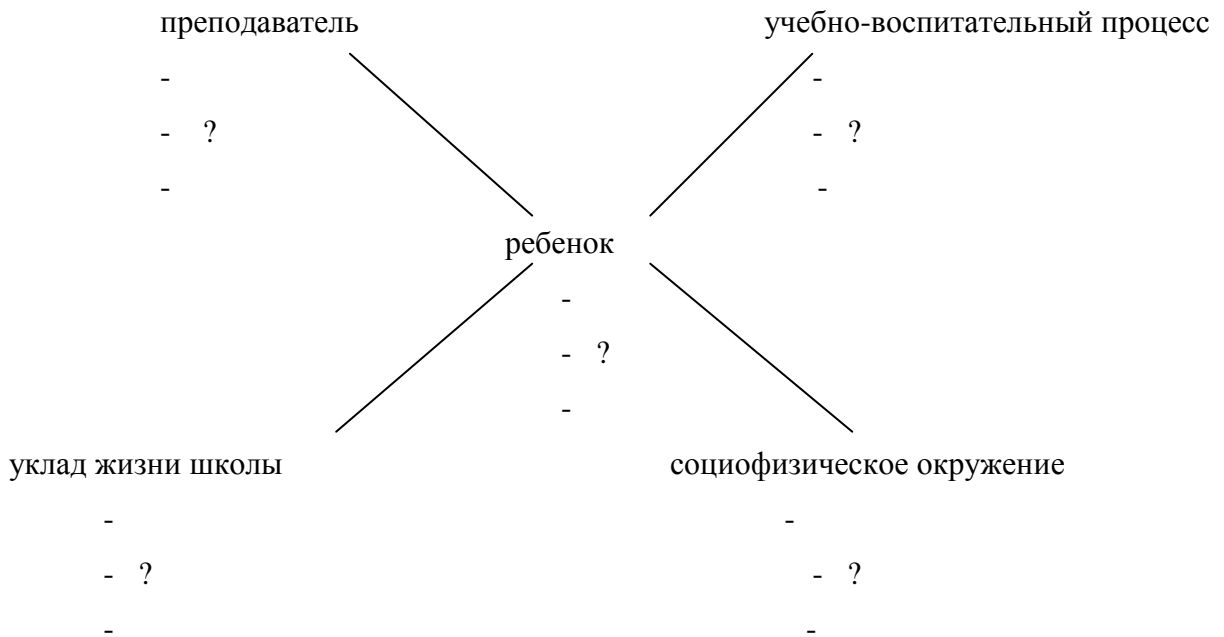 преподаватель учебно-воспитательный процесс
- -
- ? - ?
- -
ребенок
-
- ?
-
уклад жизни школы социофизическое окружение
- -
- ? - ?
- -